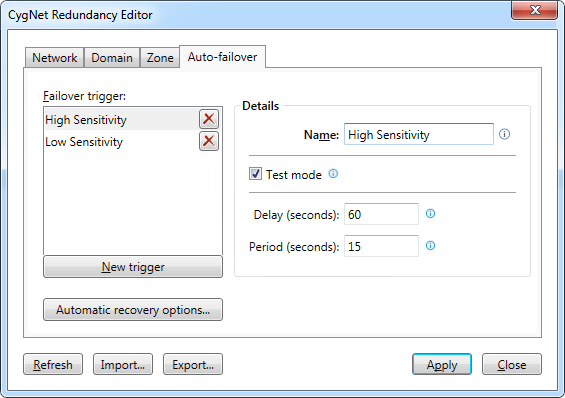 CygNet Redundancy Editor
Network Domain Zone Auto-failover
Failover trigger:
High Sensitivity
Low Sensitivity
New trigger
Automatic recovery options...
Details
Name: High Sensitivity
Test mode
Delay (seconds): 60
Period (seconds): 15
Refresh Import... Export... Apply Close